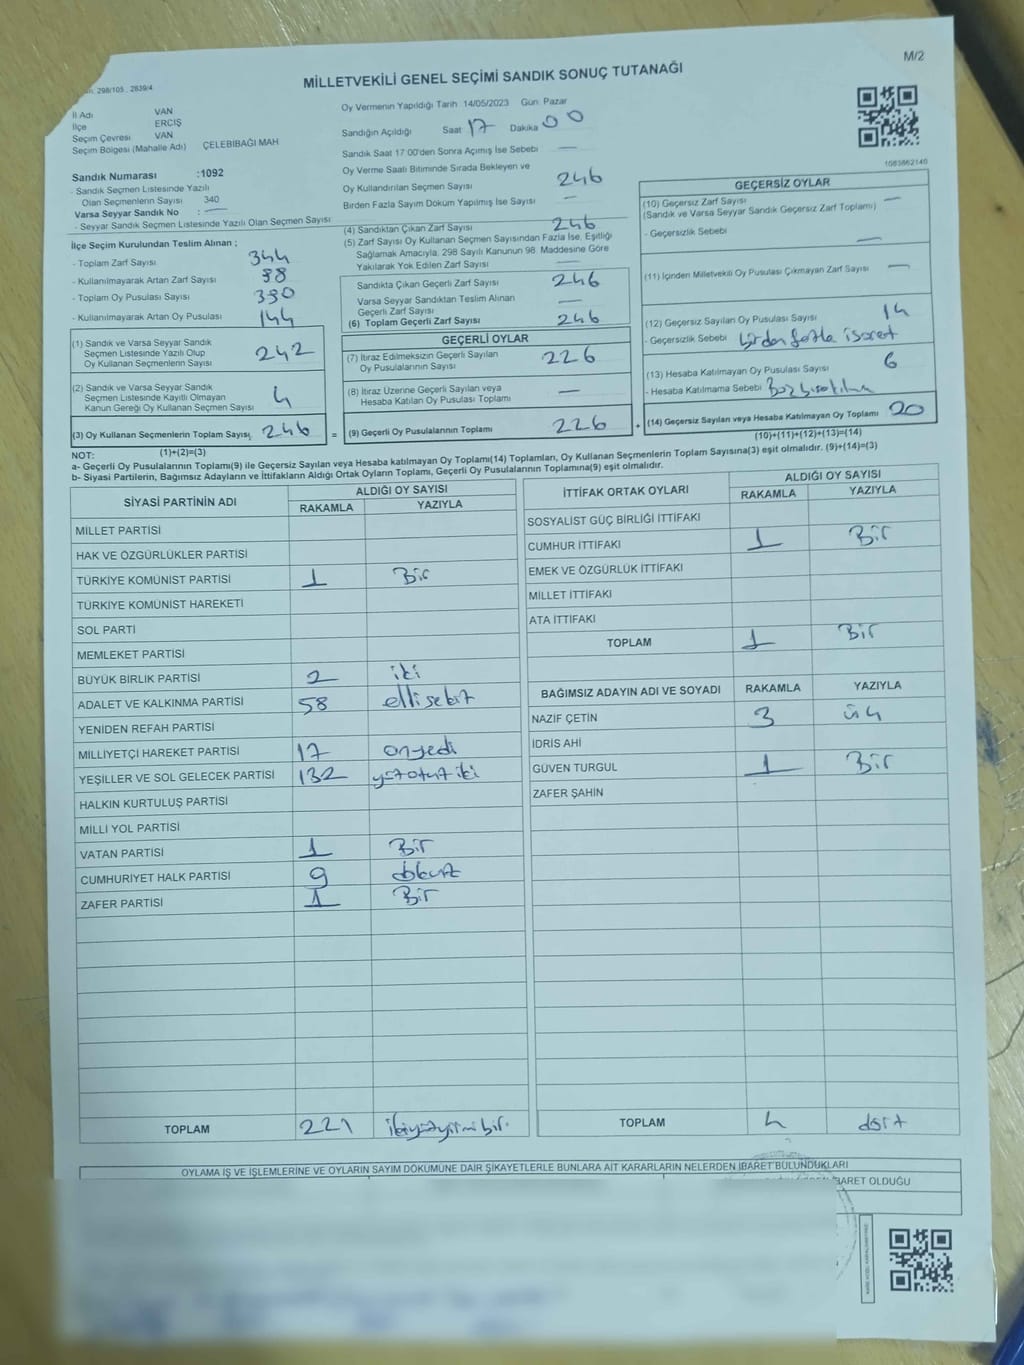 298/105 , 2839/4
M/2
MİLLETVEKİLİ GENEL SEÇİMİ SANDIK SONUÇ TUTANAĞI
İl Adı VAN
İlçe ERCİŞ
Seçim Çevresi VAN
Seçim Bölgesi (Mahalle Adı) ÇELEBİBAĞI MAH
Sandık Numarası :1092
- Sandık Seçmen Listesinde Yazılı
Olan Seçmenlerin Sayısı 340
Varsa Seyyar Sandık No : —
- Seyyar Sandık Seçmen Listesinde Yazılı Olan Seçmen Sayısı
İlçe Seçim Kurulundan Teslim Alınan ;
- Toplam Zarf Sayısı 344
- Kullanılmayarak Artan Zarf Sayısı 98
- Toplam Oy Pusulası Sayısı 390
- Kullanılmayarak Artan Oy Pusulası 144
Oy Vermenin Yapıldığı Tarih 14/05/2023 Gün: Pazar
Sandığın Açıldığı Saat 17 Dakika 00
Sandık Saat 17:00'den Sonra Açımış İse Sebebi —
Oy Verme Saati Bitiminde Sırada Bekleyen ve
Oy Kullandırılan Seçmen Sayısı 246
Birden Fazla Sayım Döküm Yapılmış İse Sayısı —
(4) Sandıktan Çıkan Zarf Sayısı 246
(5) Zarf Sayısı Oy Kullanan Seçmen Sayısından Fazla İse, Eşitliği
Sağlamak Amacıyla, 298 Sayılı Kanunun 98. Maddesine Göre
Yakılarak Yok Edilen Zarf Sayısı —
Sandıkta Çıkan Geçerli Zarf Sayısı 246
Varsa Seyyar Sandıktan Teslim Alınan
Geçerli Zarf Sayısı —
(6) Toplam Geçerli Zarf Sayısı 246
1083862140
GEÇERSİZ OYLAR
(10) Geçersiz Zarf Sayısı —
(Sandık ve Varsa Seyyar Sandık Geçersiz Zarf Toplamı)
- Geçersizlik Sebebi —
(11) İçinden Milletvekili Oy Pusulası Çıkmayan Zarf Sayısı —
(12) Geçersiz Sayılan Oy Pusulası Sayısı 14
- Geçersizlik Sebebi birden fazla işaret
(13) Hesaba Katılmayan Oy Pusulası Sayısı 6
- Hesaba Katılmama Sebebi
(14) Geçersiz Sayılan veya Hesaba Katılmayan Oy Toplamı 20
(10)+(11)+(12)+(13)=(14)
(1) Sandık ve Varsa Seyyar Sandık
Seçmen Listesinde Yazılı Olup
Oy Kullanan Seçmenlerin Sayısı 242
(2) Sandık ve Varsa Seyyar Sandık
Seçmen Listesinde Kayıtlı Olmayan
Kanun Gereği Oy Kullanan Seçmen Sayısı 4
(3) Oy Kullanan Seçmenlerin Toplam Sayısı 246
(1)+(2)=(3)
=
GEÇERLİ OYLAR
(7) İtiraz Edilmeksizin Geçerli Sayılan
Oy Pusulalarının Sayısı 226
(8) İtiraz Üzerine Geçerli Sayılan veya
Hesaba Katılan Oy Pusulası Toplamı —
(9) Geçerli Oy Pusulalarının Toplamı 226
+
NOT:
a- Geçerli Oy Pusulalarının Toplamı(9) ile Geçersiz Sayılan veya Hesaba katılmayan Oy Toplamı(14) Toplamları, Oy Kullanan Seçmenlerin Toplam Sayısına(3) eşit olmalıdır. (9)+(14)=(3)
b- Siyasi Partilerin, Bağımsız Adayların ve İttifakların Aldığı Ortak Oyların Toplamı, Geçerli Oy Pusulalarının Toplamına(9) eşit olmalıdır.
SİYASİ PARTİNİN ADI ALDIĞI OY SAYISI
RAKAMLA YAZIYLA
MİLLET PARTİSİ
HAK VE ÖZGÜRLÜKLER PARTİSİ
TÜRKİYE KOMÜNİST PARTİSİ 1 Bir
TÜRKİYE KOMÜNİST HAREKETİ
SOL PARTİ
MEMLEKET PARTİSİ
BÜYÜK BİRLİK PARTİSİ 2 iki
ADALET VE KALKINMA PARTİSİ 58 elli sekiz
YENİDEN REFAH PARTİSİ
MİLLİYETÇİ HAREKET PARTİSİ 17 onyedi
YEŞİLLER VE SOL GELECEK PARTİSİ 132 yüz otuz iki
HALKIN KURTULUŞ PARTİSİ
MİLLİ YOL PARTİSİ
VATAN PARTİSİ 1 Bir
CUMHURİYET HALK PARTİSİ 9 dokuz
ZAFER PARTİSİ 1 Bir
TOPLAM 221 ikiyüzyirmi bir
İTTİFAK ORTAK OYLARI ALDIĞI OY SAYISI
RAKAMLA YAZIYLA
SOSYALİST GÜÇ BİRLİĞİ İTTİFAKI
CUMHUR İTTİFAKI 1 Bir
EMEK VE ÖZGÜRLÜK İTTİFAKI
MİLLET İTTİFAKI
ATA İTTİFAKI
TOPLAM 1 Bir
BAĞIMSIZ ADAYIN ADI VE SOYADI RAKAMLA YAZIYLA
NAZİF ÇETİN 3 üç
İDRİS AHİ
GÜVEN TURGUL 1 Bir
ZAFER ŞAHİN
TOPLAM 4 dört
OYLAMA İŞ VE İŞLEMLERİNE VE OYLARIN SAYIM DÖKÜMÜNE DAİR ŞİKAYETLERLE BUNLARA AİT KARARLARIN NELERDEN İBARET BULUNDUKLARI
İBARET OLDUĞU